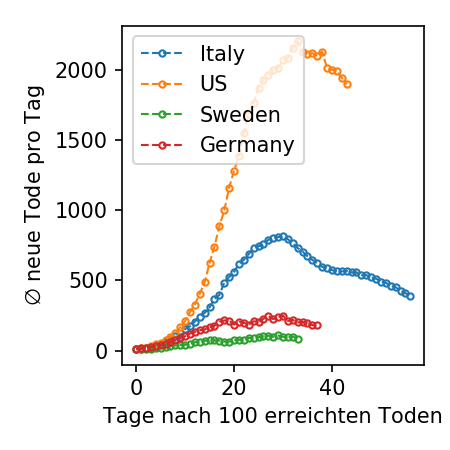 Italy
US
Sweden
Germany
2000
1500
1000
500
0
∅ neue Tode pro Tag
0 20 40
Tage nach 100 erreichten Toden